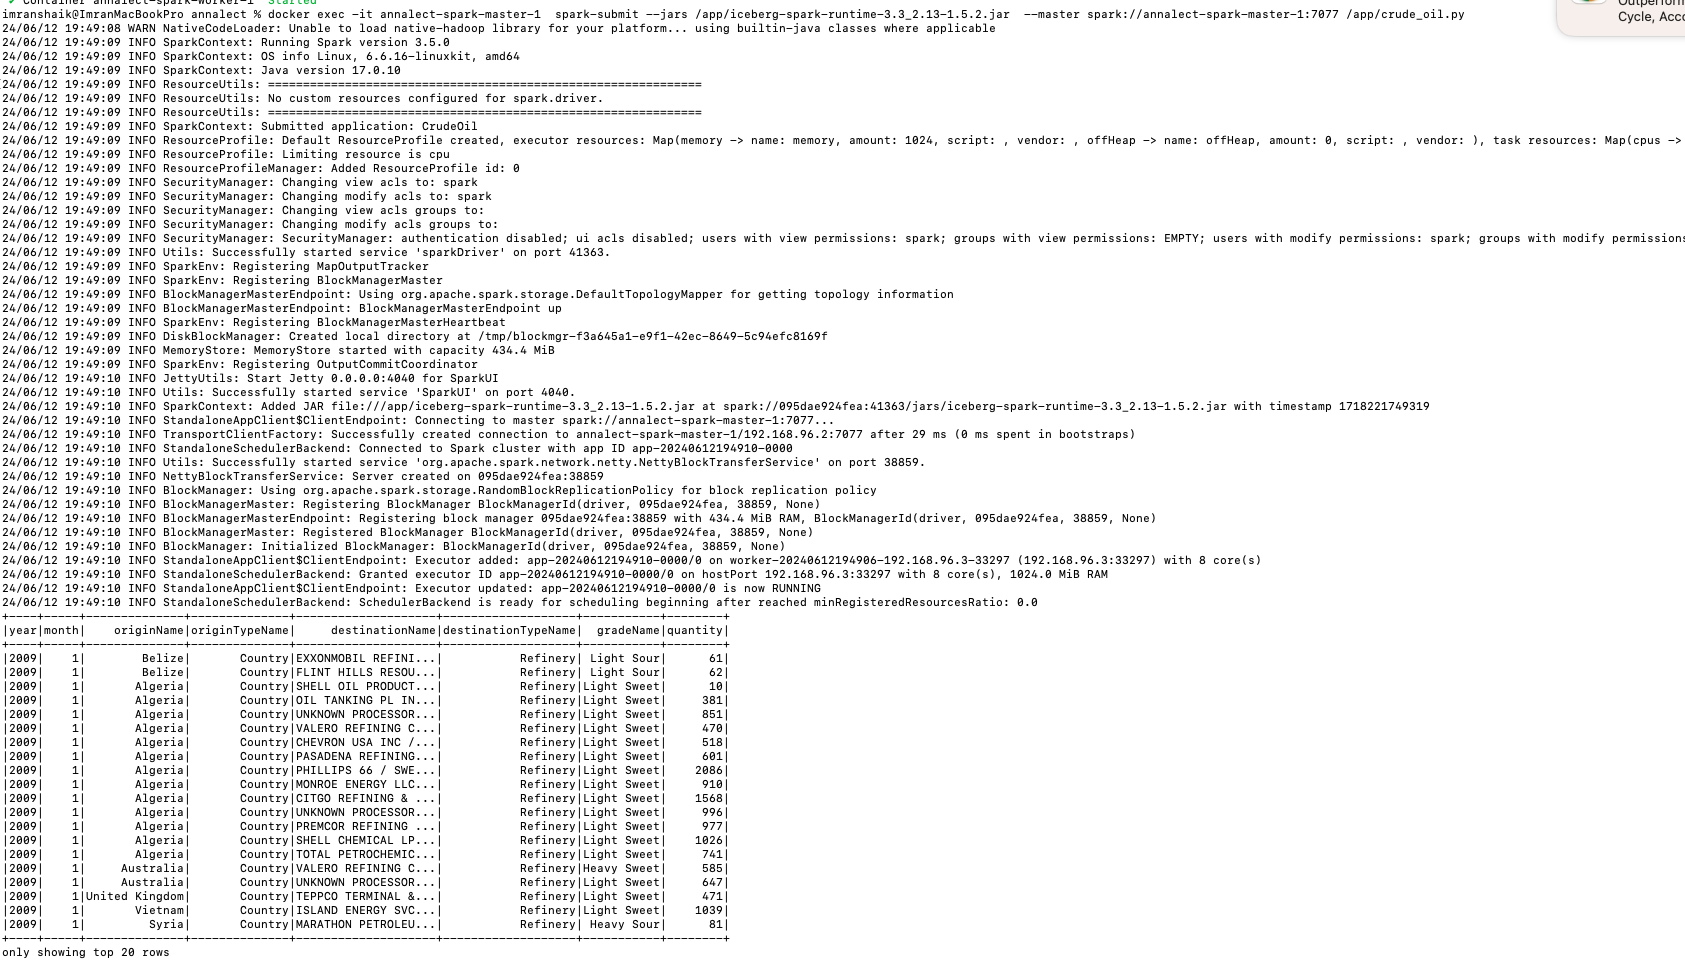 ✔ Container annalect-spark-worker-1  Started
Outperform
Cycle, Acco
imranshaik@ImranMacBookPro annalect % docker exec -it annalect-spark-master-1  spark-submit --jars /app/iceberg-spark-runtime-3.3_2.13-1.5.2.jar  --master spark://annalect-spark-master-1:7077 /app/crude_oil.py
24/06/12 19:49:08 WARN NativeCodeLoader: Unable to load native-hadoop library for your platform... using builtin-java classes where applicable
24/06/12 19:49:09 INFO SparkContext: Running Spark version 3.5.0
24/06/12 19:49:09 INFO SparkContext: OS info Linux, 6.6.16-linuxkit, amd64
24/06/12 19:49:09 INFO SparkContext: Java version 17.0.10
24/06/12 19:49:09 INFO ResourceUtils: ==============================================================
24/06/12 19:49:09 INFO ResourceUtils: No custom resources configured for spark.driver.
24/06/12 19:49:09 INFO ResourceUtils: ==============================================================
24/06/12 19:49:09 INFO SparkContext: Submitted application: CrudeOil
24/06/12 19:49:09 INFO ResourceProfile: Default ResourceProfile created, executor resources: Map(memory -> name: memory, amount: 1024, script: , vendor: , offHeap -> name: offHeap, amount: 0, script: , vendor: ), task resources: Map(cpus ->
24/06/12 19:49:09 INFO ResourceProfile: Limiting resource is cpu
24/06/12 19:49:09 INFO ResourceProfileManager: Added ResourceProfile id: 0
24/06/12 19:49:09 INFO SecurityManager: Changing view acls to: spark
24/06/12 19:49:09 INFO SecurityManager: Changing modify acls to: spark
24/06/12 19:49:09 INFO SecurityManager: Changing view acls groups to:
24/06/12 19:49:09 INFO SecurityManager: Changing modify acls groups to:
24/06/12 19:49:09 INFO SecurityManager: SecurityManager: authentication disabled; ui acls disabled; users with view permissions: spark; groups with view permissions: EMPTY; users with modify permissions: spark; groups with modify permissions
24/06/12 19:49:09 INFO Utils: Successfully started service 'sparkDriver' on port 41363.
24/06/12 19:49:09 INFO SparkEnv: Registering MapOutputTracker
24/06/12 19:49:09 INFO SparkEnv: Registering BlockManagerMaster
24/06/12 19:49:09 INFO BlockManagerMasterEndpoint: Using org.apache.spark.storage.DefaultTopologyMapper for getting topology information
24/06/12 19:49:09 INFO BlockManagerMasterEndpoint: BlockManagerMasterEndpoint up
24/06/12 19:49:09 INFO SparkEnv: Registering BlockManagerMasterHeartbeat
24/06/12 19:49:09 INFO DiskBlockManager: Created local directory at /tmp/blockmgr-f3a645a1-e9f1-42ec-8649-5c94efc8169f
24/06/12 19:49:09 INFO MemoryStore: MemoryStore started with capacity 434.4 MiB
24/06/12 19:49:09 INFO SparkEnv: Registering OutputCommitCoordinator
24/06/12 19:49:10 INFO JettyUtils: Start Jetty 0.0.0.0:4040 for SparkUI
24/06/12 19:49:10 INFO Utils: Successfully started service 'SparkUI' on port 4040.
24/06/12 19:49:10 INFO SparkContext: Added JAR file:///app/iceberg-spark-runtime-3.3_2.13-1.5.2.jar at spark://095dae924fea:41363/jars/iceberg-spark-runtime-3.3_2.13-1.5.2.jar with timestamp 1718221749319
24/06/12 19:49:10 INFO StandaloneAppClient$ClientEndpoint: Connecting to master spark://annalect-spark-master-1:7077...
24/06/12 19:49:10 INFO TransportClientFactory: Successfully created connection to annalect-spark-master-1/192.168.96.2:7077 after 29 ms (0 ms spent in bootstraps)
24/06/12 19:49:10 INFO StandaloneSchedulerBackend: Connected to Spark cluster with app ID app-20240612194910-0000
24/06/12 19:49:10 INFO Utils: Successfully started service 'org.apache.spark.network.netty.NettyBlockTransferService' on port 38859.
24/06/12 19:49:10 INFO NettyBlockTransferService: Server created on 095dae924fea:38859
24/06/12 19:49:10 INFO BlockManager: Using org.apache.spark.storage.RandomBlockReplicationPolicy for block replication policy
24/06/12 19:49:10 INFO BlockManagerMaster: Registering BlockManager BlockManagerId(driver, 095dae924fea, 38859, None)
24/06/12 19:49:10 INFO BlockManagerMasterEndpoint: Registering block manager 095dae924fea:38859 with 434.4 MiB RAM, BlockManagerId(driver, 095dae924fea, 38859, None)
24/06/12 19:49:10 INFO BlockManagerMaster: Registered BlockManager BlockManagerId(driver, 095dae924fea, 38859, None)
24/06/12 19:49:10 INFO BlockManager: Initialized BlockManager: BlockManagerId(driver, 095dae924fea, 38859, None)
24/06/12 19:49:10 INFO StandaloneAppClient$ClientEndpoint: Executor added: app-20240612194910-0000/0 on worker-20240612194906-192.168.96.3-33297 (192.168.96.3:33297) with 8 core(s)
24/06/12 19:49:10 INFO StandaloneSchedulerBackend: Granted executor ID app-20240612194910-0000/0 on hostPort 192.168.96.3:33297 with 8 core(s), 1024.0 MiB RAM
24/06/12 19:49:10 INFO StandaloneAppClient$ClientEndpoint: Executor updated: app-20240612194910-0000/0 is now RUNNING
24/06/12 19:49:10 INFO StandaloneSchedulerBackend: SchedulerBackend is ready for scheduling beginning after reached minRegisteredResourcesRatio: 0.0
+----+-----+--------------+--------------+--------------------+-------------------+-----------+--------+
|year|month|    originName|originTypeName|     destinationName|destinationTypeName|  gradeName|quantity|
+----+-----+--------------+--------------+--------------------+-------------------+-----------+--------+
|2009|    1|        Belize|       Country|EXXONMOBIL REFINI...|           Refinery| Light Sour|      61|
|2009|    1|        Belize|       Country|FLINT HILLS RESOU...|           Refinery| Light Sour|      62|
|2009|    1|       Algeria|       Country|SHELL OIL PRODUCT...|           Refinery|Light Sweet|      10|
|2009|    1|       Algeria|       Country|OIL TANKING PL IN...|           Refinery|Light Sweet|     381|
|2009|    1|       Algeria|       Country|UNKNOWN PROCESSOR...|           Refinery|Light Sweet|     851|
|2009|    1|       Algeria|       Country|VALERO REFINING C...|           Refinery|Light Sweet|     470|
|2009|    1|       Algeria|       Country|CHEVRON USA INC /...|           Refinery|Light Sweet|     518|
|2009|    1|       Algeria|       Country|PASADENA REFINING...|           Refinery|Light Sweet|     601|
|2009|    1|       Algeria|       Country|PHILLIPS 66 / SWE...|           Refinery|Light Sweet|    2086|
|2009|    1|       Algeria|       Country|MONROE ENERGY LLC...|           Refinery|Light Sweet|     910|
|2009|    1|       Algeria|       Country|CITGO REFINING & ...|           Refinery|Light Sweet|    1568|
|2009|    1|       Algeria|       Country|UNKNOWN PROCESSOR...|           Refinery|Light Sweet|     996|
|2009|    1|       Algeria|       Country|PREMCOR REFINING ...|           Refinery|Light Sweet|     977|
|2009|    1|       Algeria|       Country|SHELL CHEMICAL LP...|           Refinery|Light Sweet|    1026|
|2009|    1|       Algeria|       Country|TOTAL PETROCHEMIC...|           Refinery|Light Sweet|     741|
|2009|    1|     Australia|       Country|VALERO REFINING C...|           Refinery|Heavy Sweet|     585|
|2009|    1|     Australia|       Country|UNKNOWN PROCESSOR...|           Refinery|Light Sweet|     647|
|2009|    1|United Kingdom|       Country|TEPPCO TERMINAL &...|           Refinery|Light Sweet|     471|
|2009|    1|       Vietnam|       Country|ISLAND ENERGY SVC...|           Refinery|Light Sweet|    1039|
|2009|    1|         Syria|       Country|MARATHON PETROLEU...|           Refinery| Heavy Sour|      81|
+----+-----+--------------+--------------+--------------------+-------------------+-----------+--------+
only showing top 20 rows